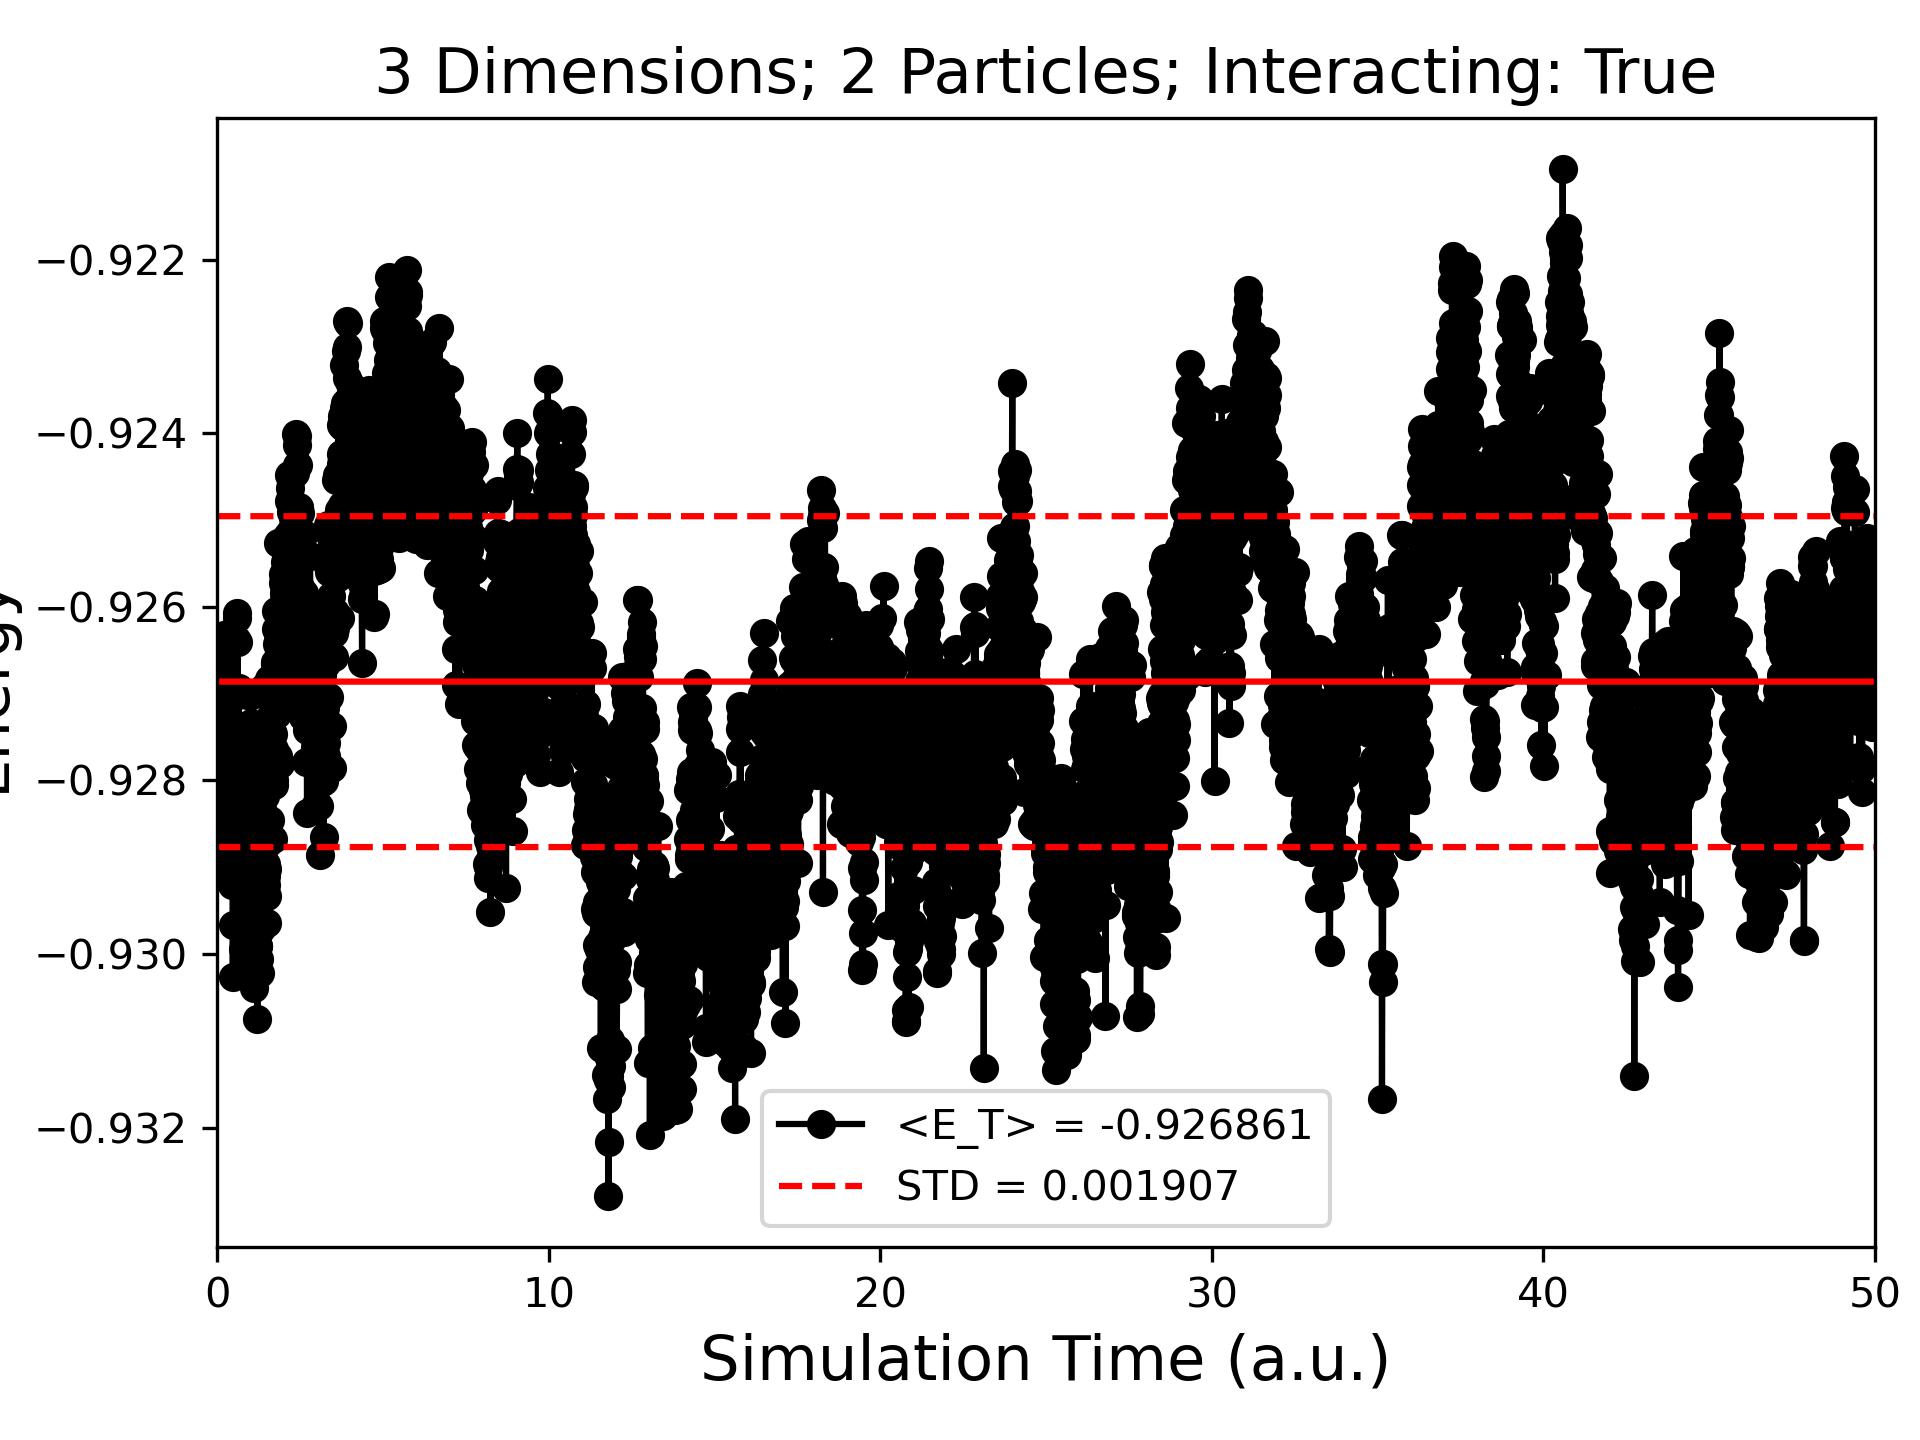 3 Dimensions; 2 Particles; Interacting: True
Energy
−0.922
−0.924
−0.926
−0.928
−0.930
−0.932
<E_T> = -0.926861
STD = 0.001907
0 10 20 30 40 50
Simulation Time (a.u.)